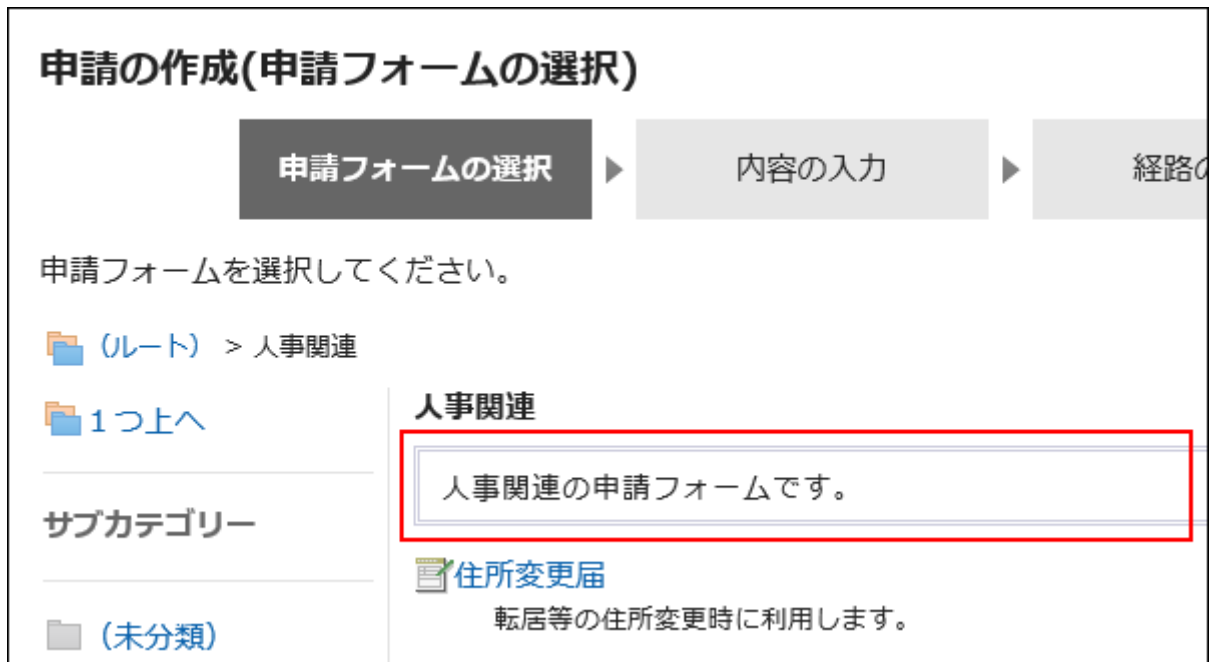 申請の作成(申請フォームの選択)
申請フォームの選択
内容の入力
経路の
申請フォームを選択してください。
（ルート） > 人事関連
１つ上へ
サブカテゴリー
（未分類）
人事関連
人事関連の申請フォームです。
住所変更届
転居等の住所変更時に利用します。